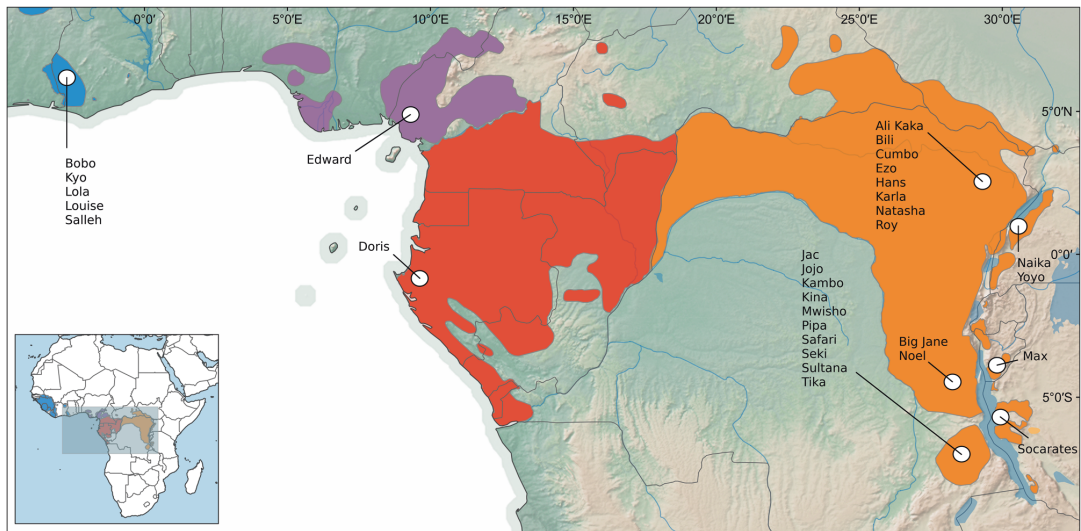 0°0'
5°0'E
10°0'E
15°0'E
20°0'E
25°0'E
30°0'E
5°0'N
0°0'
5°0'S
Bobo
Kyo
Lola
Louise
Salleh
Edward
Doris
Ali Kaka
Bili
Cumbo
Ezo
Hans
Karla
Natasha
Roy
Naika
Yoyo
Jac
Jojo
Kambo
Kina
Mwisho
Pipa
Safari
Seki
Sultana
Tika
Big Jane
Noel
Max
Socarates